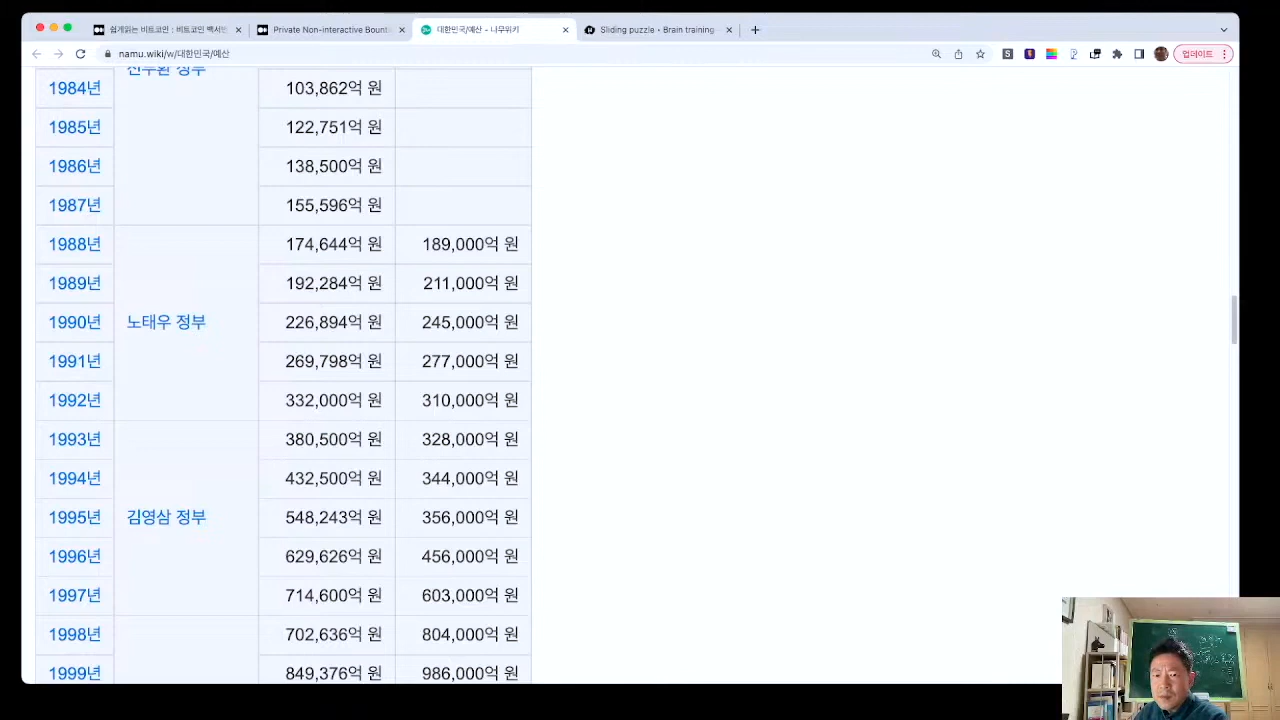 쉽게읽는 비트코인 : 비트코인 백서번
Private Non-interactive Bount
대한민국/예산 - 나무위키
Sliding puzzle • Brain training
namu.wiki/w/대한민국/예산
업데이트
전두환 정부
1984년 103,862억 원
1985년 122,751억 원
1986년 138,500억 원
1987년 155,596억 원
1988년 174,644억 원 189,000억 원
1989년 192,284억 원 211,000억 원
1990년 노태우 정부 226,894억 원 245,000억 원
1991년 269,798억 원 277,000억 원
1992년 332,000억 원 310,000억 원
1993년 380,500억 원 328,000억 원
1994년 432,500억 원 344,000억 원
1995년 김영삼 정부 548,243억 원 356,000억 원
1996년 629,626억 원 456,000억 원
1997년 714,600억 원 603,000억 원
1998년 702,636억 원 804,000억 원
1999년 849,376억 원 986,000억 원